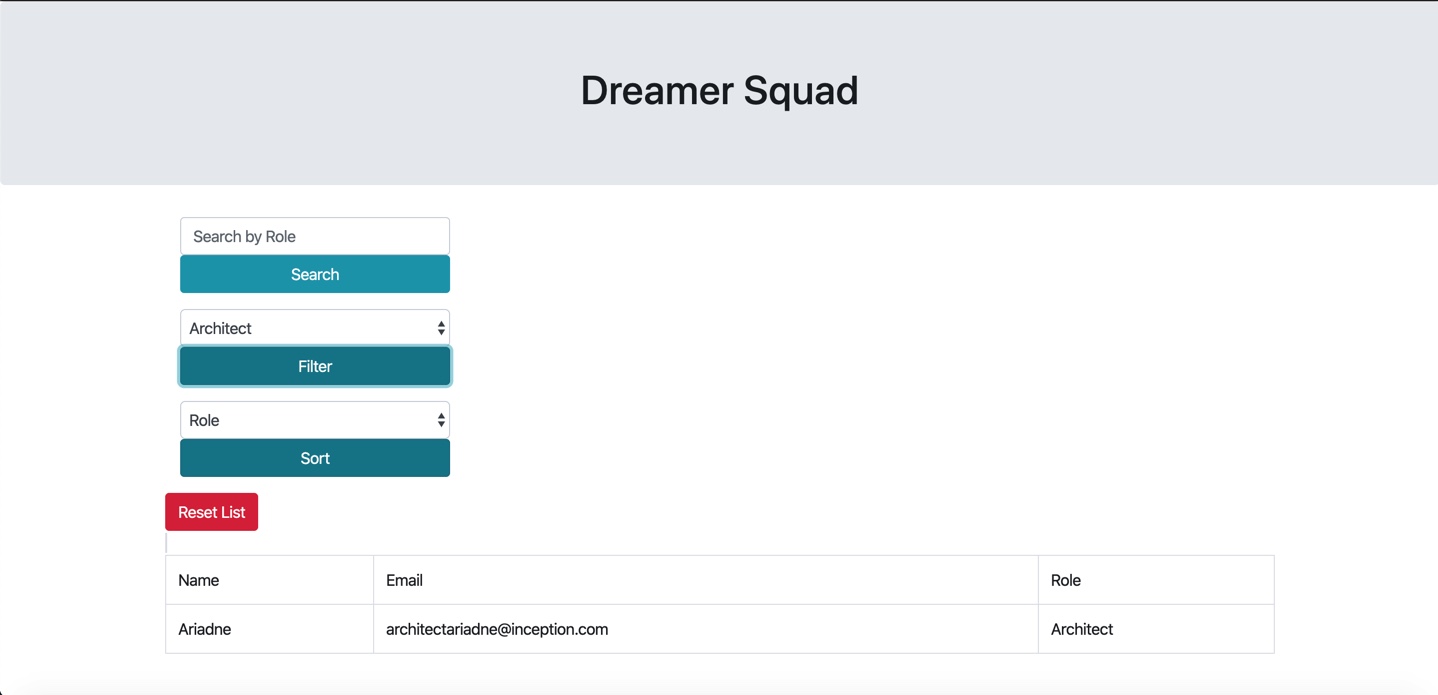 Dreamer Squad
Search by Role
Search
Architect
Filter
Role
Sort
Reset List
Name Email Role
Ariadne architectariadne@inception.com Architect